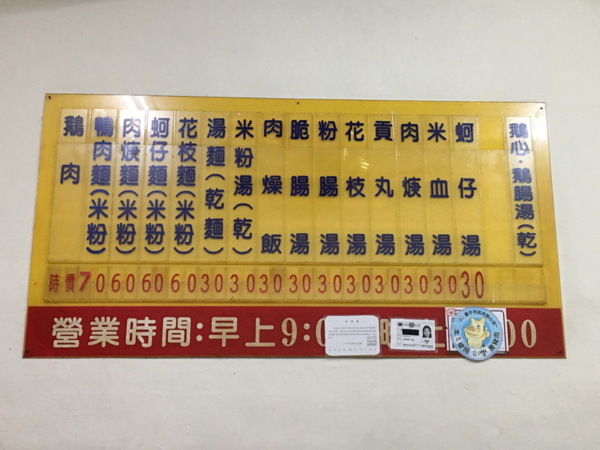 鵝肉
鴨肉麵(米粉)
肉焿麵(米粉)
蚵仔麵(米粉)
花枝麵(米粉)
湯麵(乾麵)
米粉湯(乾)
肉燥飯
脆腸湯
粉腸湯
花枝湯
貢丸湯
肉焿湯
米血湯
蚵仔湯
鵝心·鵝腸湯(乾)
時價 70 60 60 60 30 30 30 30 30 30 30 30 30 30
營業時間:早上9:0 00